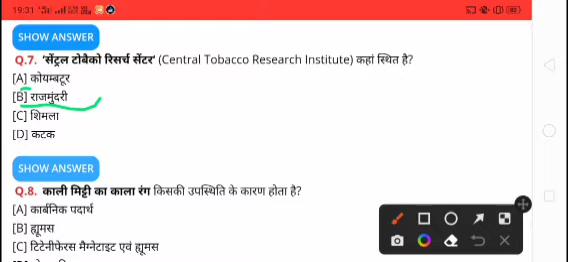 19:31
SHOW ANSWER
Q.7. 'सेंट्रल टोबैको रिसर्च सेंटर' (Central Tobacco Research Institute) कहां स्थित है?
[A] कोयम्बटूर
[B] राजमुंदरी
[C] शिमला
[D] कटक
SHOW ANSWER
Q.8. काली मिट्टी का काला रंग किसकी उपस्थिति के कारण होता है?
[A] कार्बनिक पदार्थ
[B] ह्यूमस
[C] टिटेनीफेरस मैग्नेटाइट एवं ह्यूमस